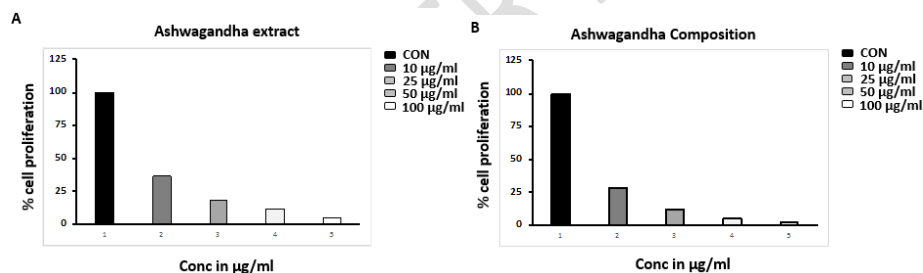 A
Ashwagandha extract
% cell proliferation
125
100
75
50
25
0
1 2 3 4 5
Conc in µg/ml
CON
10 µg/ml
25 µg/ml
50 µg/ml
100 µg/ml
B
Ashwagandha Composition
% cell proliferation
125
100
75
50
25
0
1 2 3 4 5
Conc in µg/ml
CON
10 µg/ml
25 µg/ml
50 µg/ml
100 µg/ml